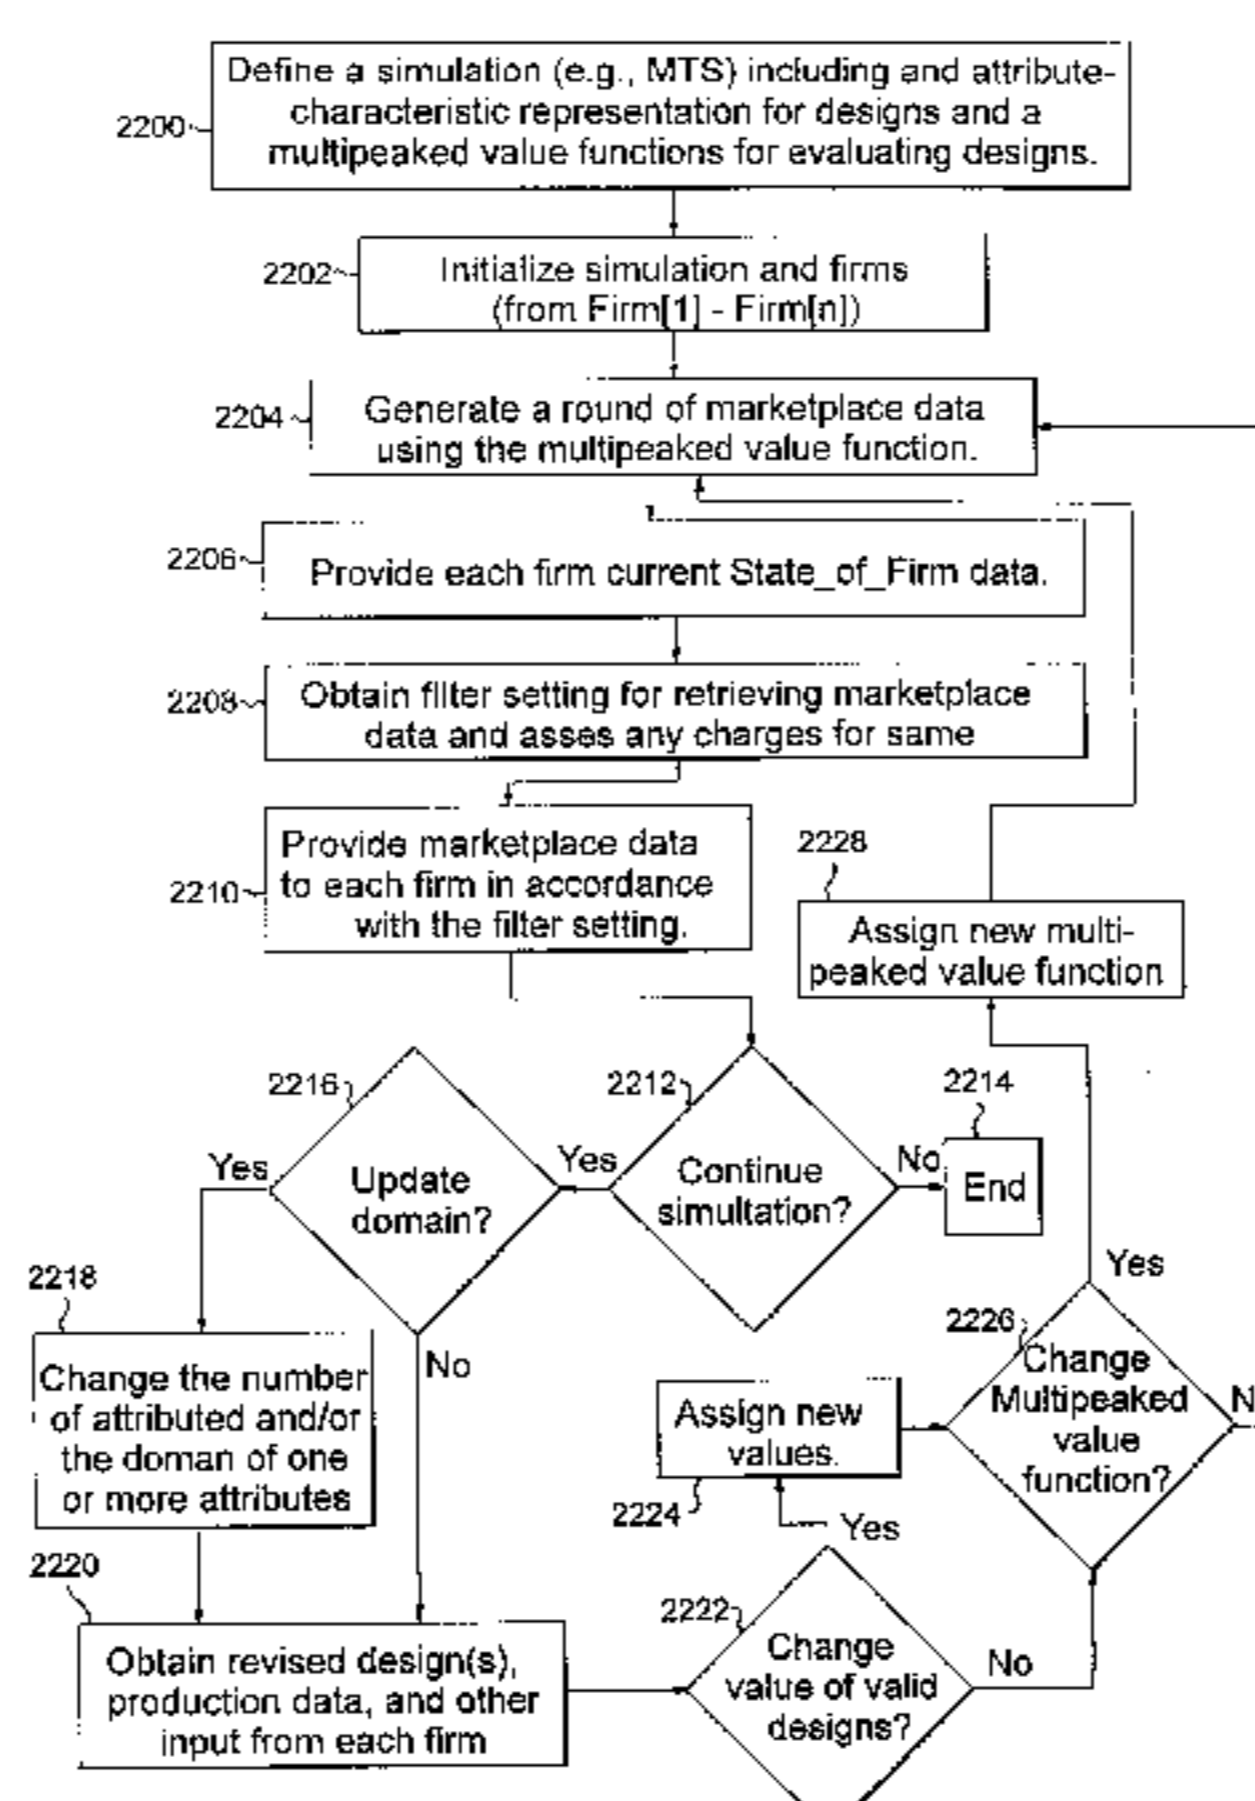 Define a simulation (e.g., MTS) including and attribute-
characteristic representation for designs and a
multipeaked value functions for evaluating designs.
2200
2202
Initialize simulation and firms
(from Firm[1] - Firm[n])
2204
Generate a round of marketplace data
using the multipeaked value function.
2206
Provide each firm current State_of_Firm data.
2208
Obtain filter setting for retrieving marketplace
data and asses any charges for same
2210
Provide marketplace data
to each firm in accordance
with the filter setting.
2228
Assign new multi-
peaked value function
2216
Update
domain?
Yes
No
2212
Continue
simultation?
Yes
No
2214
End
2218
Change the number
of attributed and/or
the doman of one
or more attributes
2220
Obtain revised design(s),
production data, and other
input from each firm
2222
Change
value of valid
designs?
Yes
No
2224
Assign new
values.
2226
Change
Multipeaked
value
function?
Yes